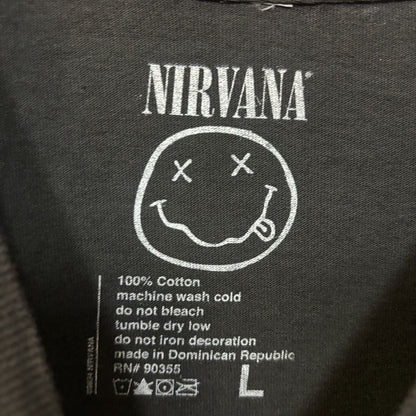 NIRVANA
100% Cotton
machine wash cold
do not bleach
tumble dry low
do not iron decoration
made in Dominican Republic
RN# 90355
L